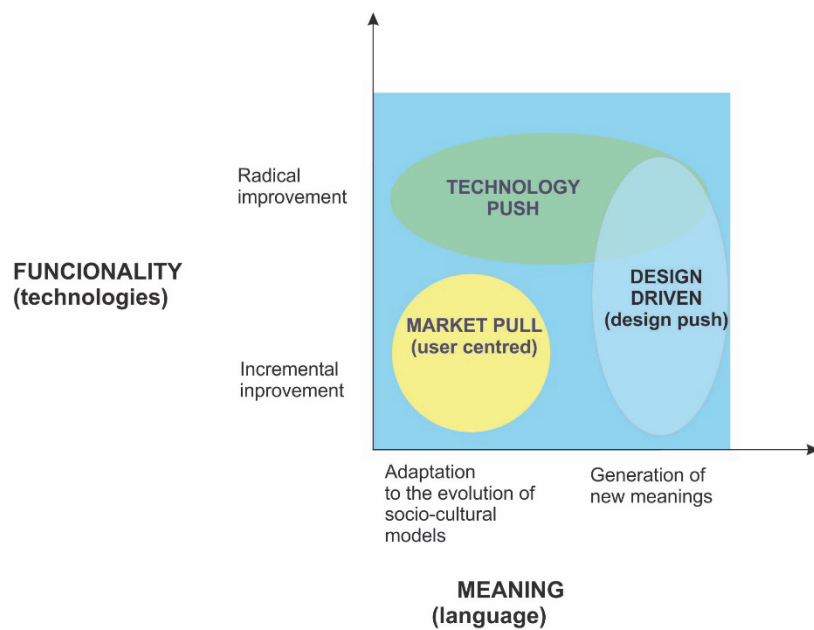 Radical
improvement
TECHNOLOGY
PUSH
FUNCIONALITY
(technologies)
DESIGN
DRIVEN
(design push)
MARKET PULL
(user centred)
Incremental
inprovement
Adaptation
to the evolution of
socio-cultural
models
Generation of
new meanings
MEANING
(language)